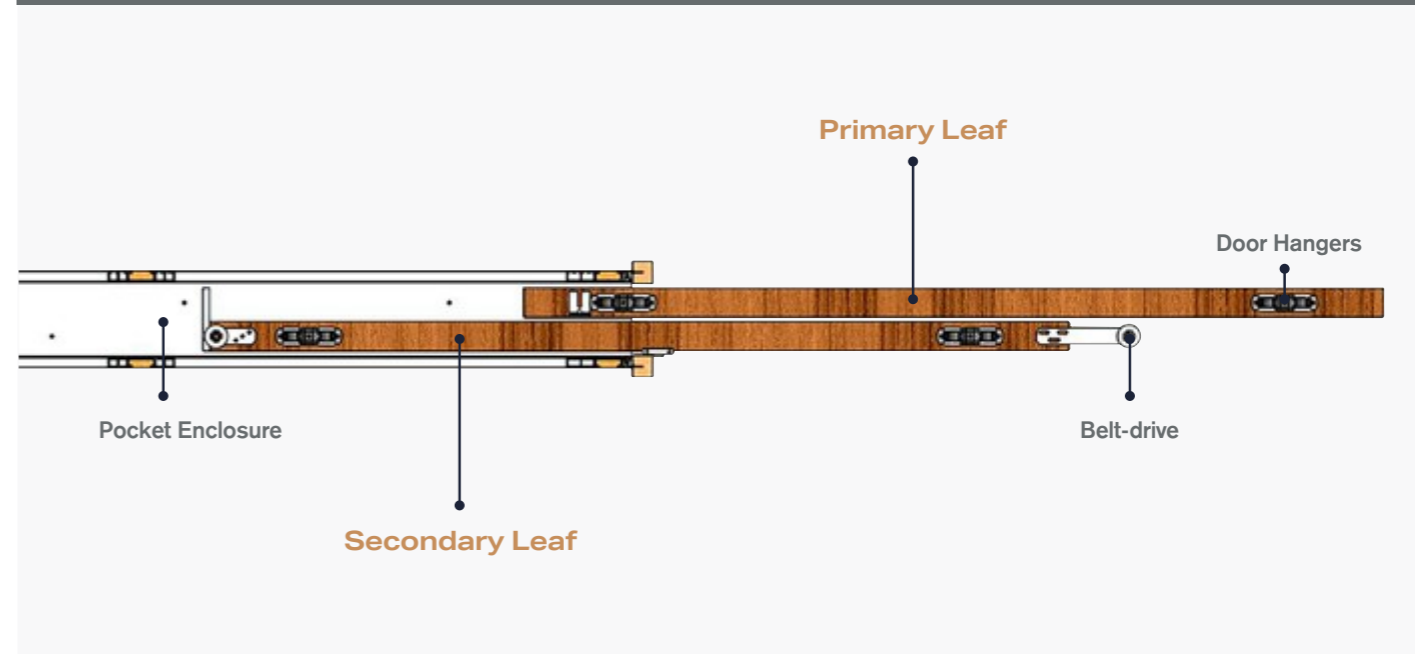 Primary Leaf
Door Hangers
Pocket Enclosure
Belt-drive
Secondary Leaf